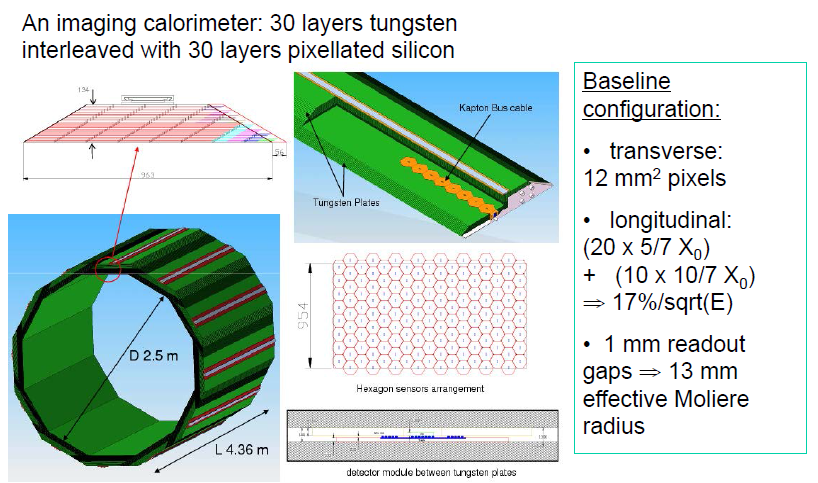 An imaging calorimeter: 30 layers tungsten
interleaved with 30 layers pixellated silicon
134
56
963
Kapton Bus cable
Tungsten Plates
D 2.5 m
L 4.36 m
954
Hexagon sensors arrangement
detector module between tungsten plates
Baseline
configuration:
• transverse:
12 mm² pixels
• longitudinal:
(20 x 5/7 X₀)
+ (10 x 10/7 X₀)
⇒ 17%/sqrt(E)
• 1 mm readout
gaps ⇒ 13 mm
effective Moliere
radius